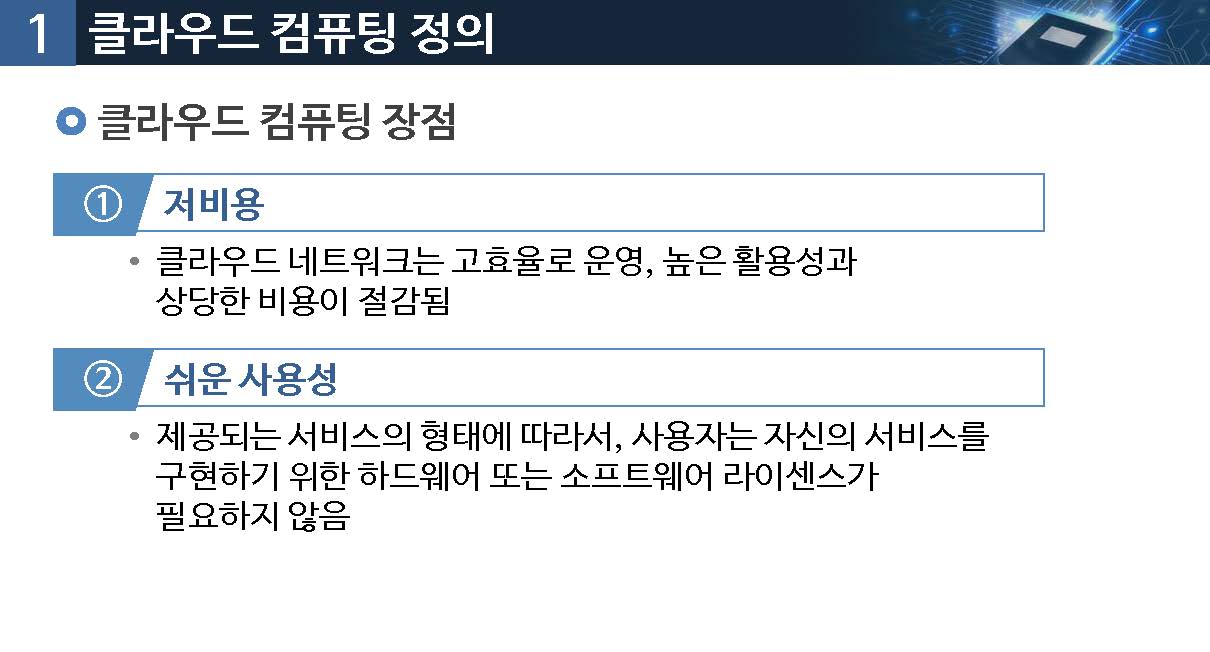 1 클라우드 컴퓨팅 정의
클라우드 컴퓨팅 장점
① 저비용
• 클라우드 네트워크는 고효율로 운영, 높은 활용성과
상당한 비용이 절감됨
② 쉬운 사용성
• 제공되는 서비스의 형태에 따라서, 사용자는 자신의 서비스를
구현하기 위한 하드웨어 또는 소프트웨어 라이센스가
필요하지 않음